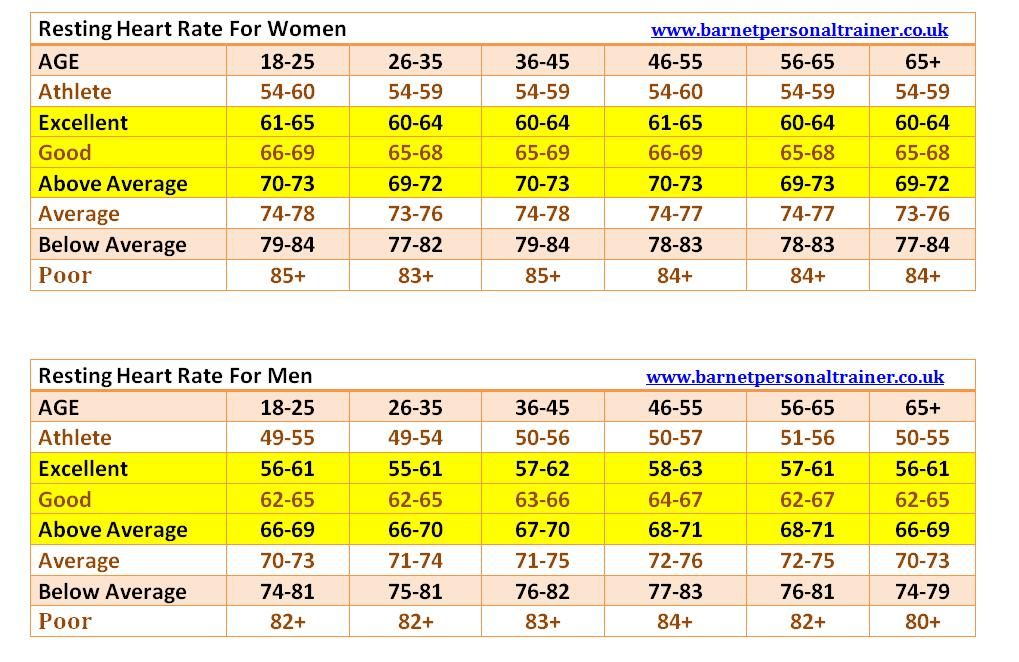 Resting Heart Rate For Women www.barnetpersonaltrainer.co.uk
AGE 18-25 26-35 36-45 46-55 56-65 65+
Athlete 54-60 54-59 54-59 54-60 54-59 54-59
Excellent 61-65 60-64 60-64 61-65 60-64 60-64
Good 66-69 65-68 65-69 66-69 65-68 65-68
Above Average 70-73 69-72 70-73 70-73 69-73 69-72
Average 74-78 73-76 74-78 74-77 74-77 73-76
Below Average 79-84 77-82 79-84 78-83 78-83 77-84
Poor 85+ 83+ 85+ 84+ 84+ 84+
Resting Heart Rate For Men www.barnetpersonaltrainer.co.uk
AGE 18-25 26-35 36-45 46-55 56-65 65+
Athlete 49-55 49-54 50-56 50-57 51-56 50-55
Excellent 56-61 55-61 57-62 58-63 57-61 56-61
Good 62-65 62-65 63-66 64-67 62-67 62-65
Above Average 66-69 66-70 67-70 68-71 68-71 66-69
Average 70-73 71-74 71-75 72-76 72-75 70-73
Below Average 74-81 75-81 76-82 77-83 76-81 74-79
Poor 82+ 82+ 83+ 84+ 82+ 80+